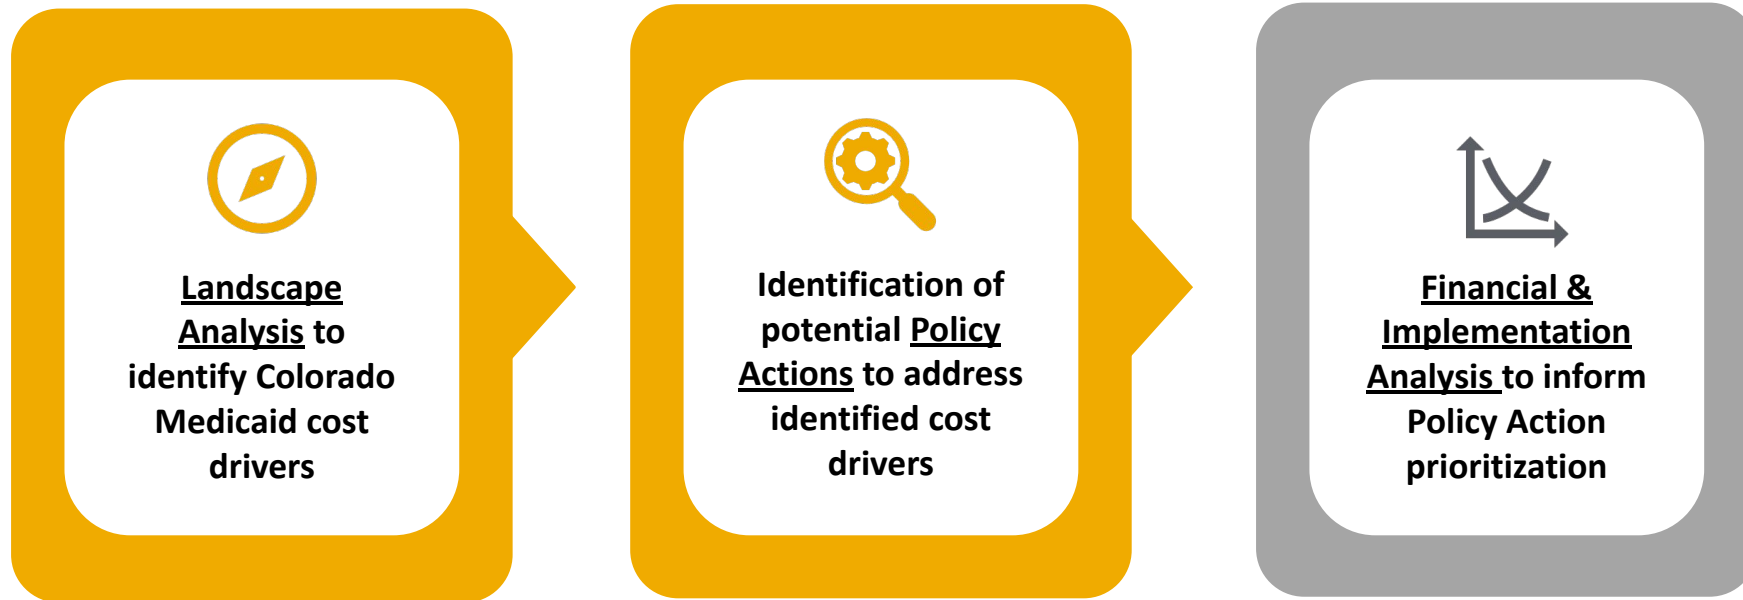 Landscape
Analysis to
identify Colorado
Medicaid cost
drivers
Identification of
potential Policy
Actions to address
identified cost
drivers
Financial &
Implementation
Analysis to inform
Policy Action
prioritization